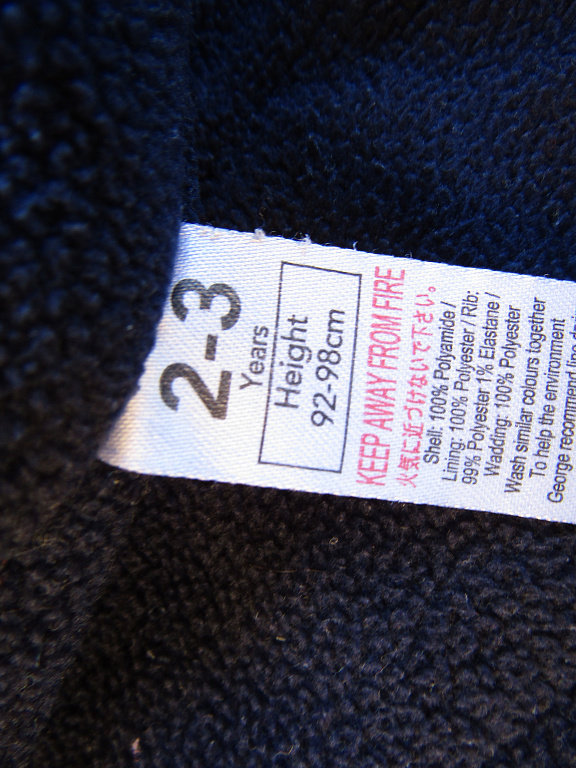 2-3
Years
Height
92-98cm
KEEP AWAY FROM FIRE
火気に近づけないで下さい。
Shell: 100% Polyamide /
Lining: 100% Polyester / Rib:
99% Polyester 1% Elastane /
Wadding: 100% Polyester
Wash similar colours together
To help the environment
George recommend line